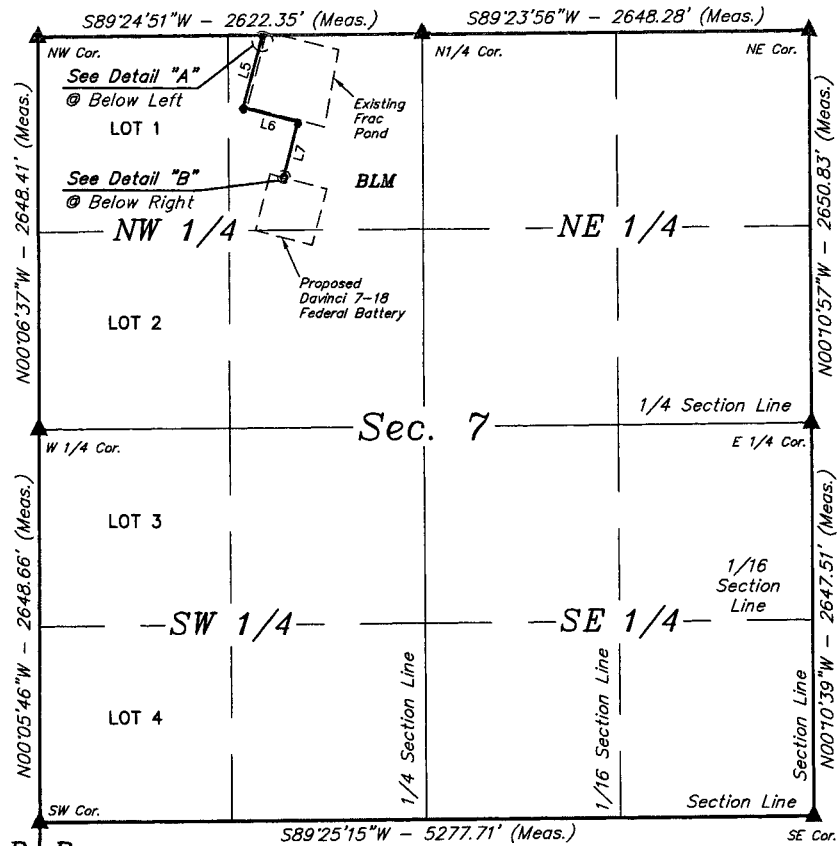 S89°24'51"W - 2622.35' (Meas.)
S89°23'56"W - 2648.28' (Meas.)
NW Cor.
N1/4 Cor.
NE Cor.
See Detail "A"
@ Below Left
L5
LOT 1
L6
Existing
Frac
Pond
L7
See Detail "B"
@ Below Right
BLM
N00°06'37"W - 2648.41' (Meas.)
N00°10'57"W - 2650.83' (Meas.)
NW 1/4
NE 1/4
Proposed
Davinci 7-18
Federal Battery
LOT 2
1/4 Section Line
Sec. 7
W 1/4 Cor.
E 1/4 Cor.
LOT 3
1/16
Section
Line
SW 1/4
SE 1/4
N00°05'46"W - 2648.66' (Meas.)
N00°10'39"W - 2647.51' (Meas.)
LOT 4
1/4 Section Line
1/16 Section Line
Section Line
Section Line
SW Cor.
S89°25'15"W - 5277.71' (Meas.)
SE Cor.